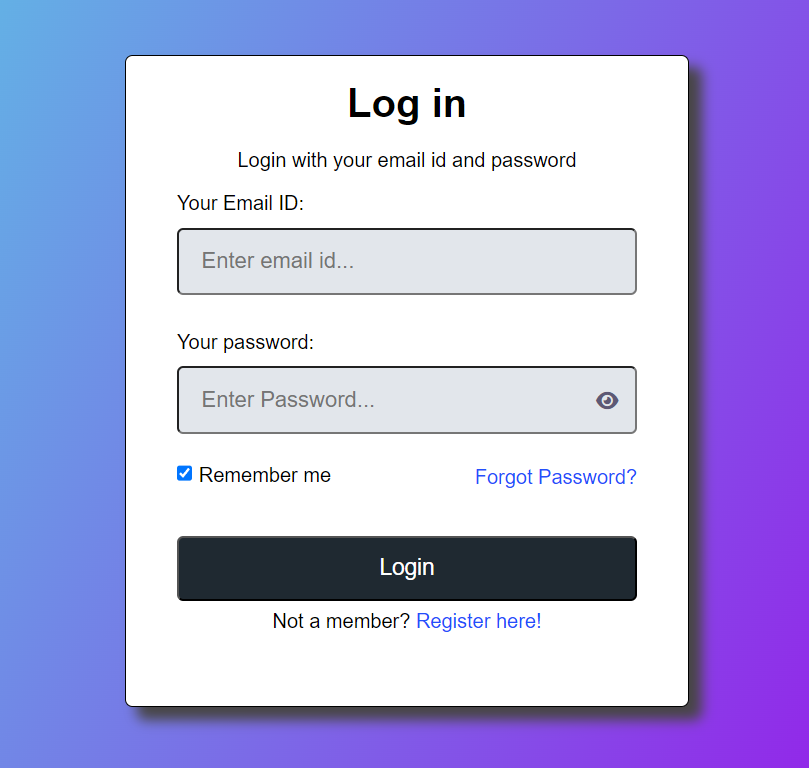 Log in
Login with your email id and password
Your Email ID:
Enter email id...
Your password:
Enter Password...
Remember me
Forgot Password?
Login
Not a member? Register here!